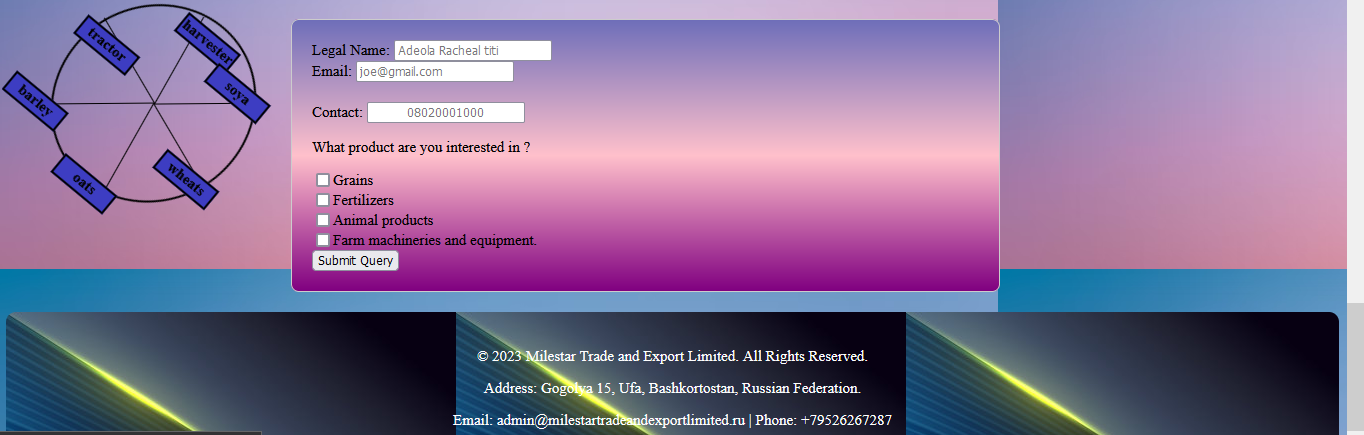 tractor
harvester
barley
soya
oats
wheats
Legal Name: Adeola Racheal titi
Email: joe@gmail.com
Contact: 08020001000
What product are you interested in ?
Grains
Fertilizers
Animal products
Farm machineries and equipment.
Submit Query
© 2023 Milestar Trade and Export Limited. All Rights Reserved.
Address: Gogolya 15, Ufa, Bashkortostan, Russian Federation.
Email: admin@milestartradeandexportlimited.ru | Phone: +79526267287